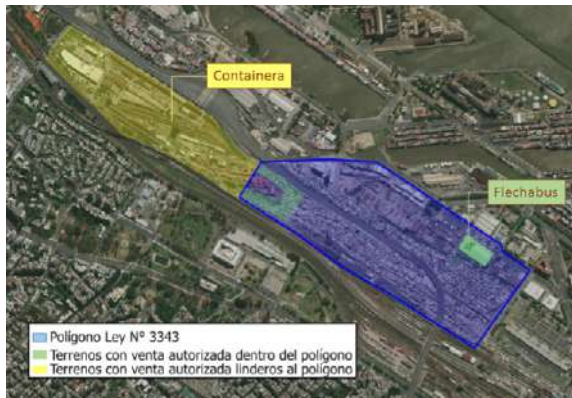 Containera
Flechabus
Polígono Ley Nº 3343
Terrenos con venta autorizada dentro del polígono
Terrenos con venta autorizada linderos al polígono